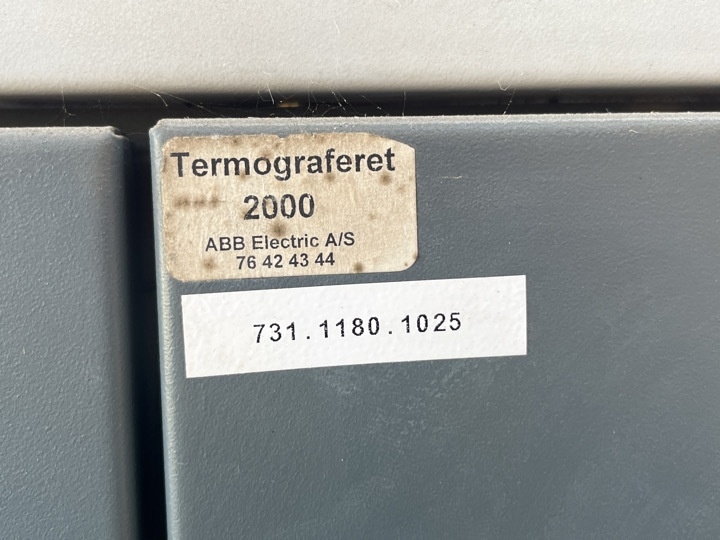 Termograferet
2000
ABB Electric A/S
76 42 43 44
731.1180.1025